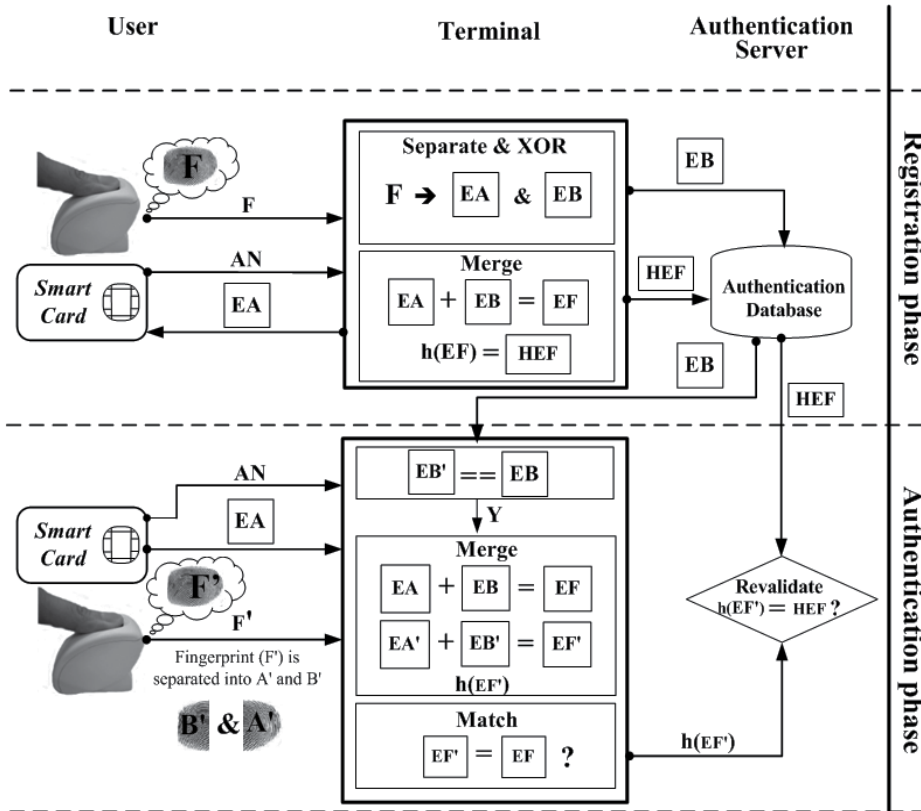 User
Terminal
Authentication
Server
Registration phase
F
F
Separate & XOR
F ➔ EA & EB
EB
AN
Smart
Card
EA
Merge
EA + EB = EF
h(EF) = HEF
HEF
Authentication
Database
EB
HEF
Authentication phase
AN
Smart
Card
EA
EB' == EB
Y
F'
F'
Fingerprint (F') is
separated into A' and B'
B' & A'
Merge
EA + EB = EF
EA' + EB' = EF'
h(EF')
Revalidate
h(EF') = HEF ?
Match
EF' = EF ?
h(EF')